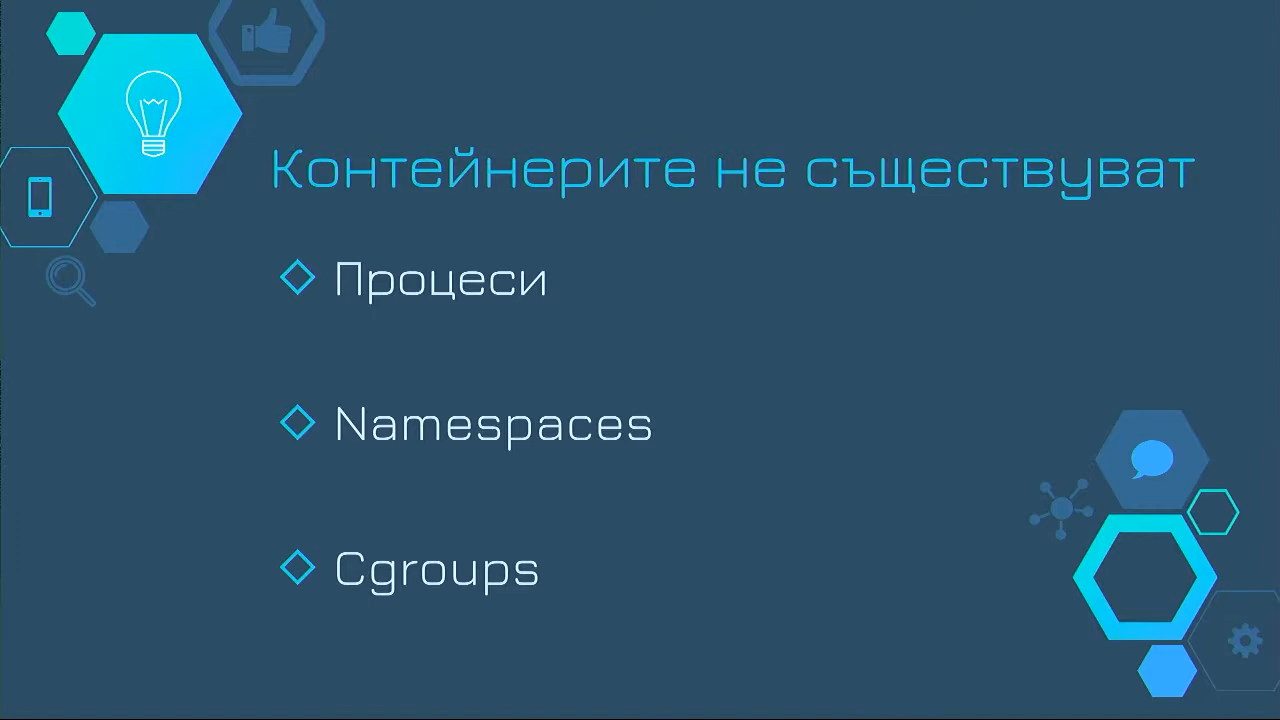 Контейнерите не съществуват
Процеси
Namespaces
Cgroups